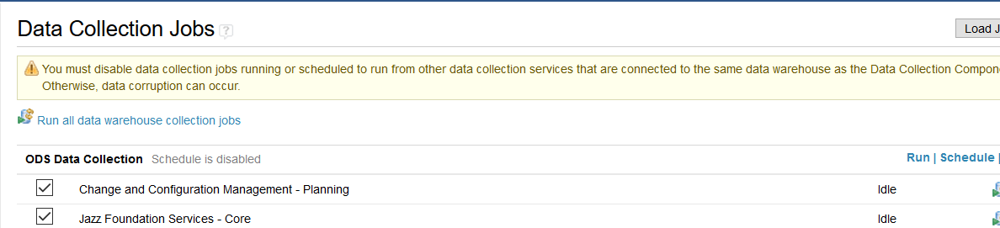 Data Collection Jobs ?
Load J
You must disable data collection jobs running or scheduled to run from other data collection services that are connected to the same data warehouse as the Data Collection Compon
Otherwise, data corruption can occur.
Run all data warehouse collection jobs
ODS Data Collection Schedule is disabled Run | Schedule |
Change and Configuration Management - Planning Idle
Jazz Foundation Services - Core Idle